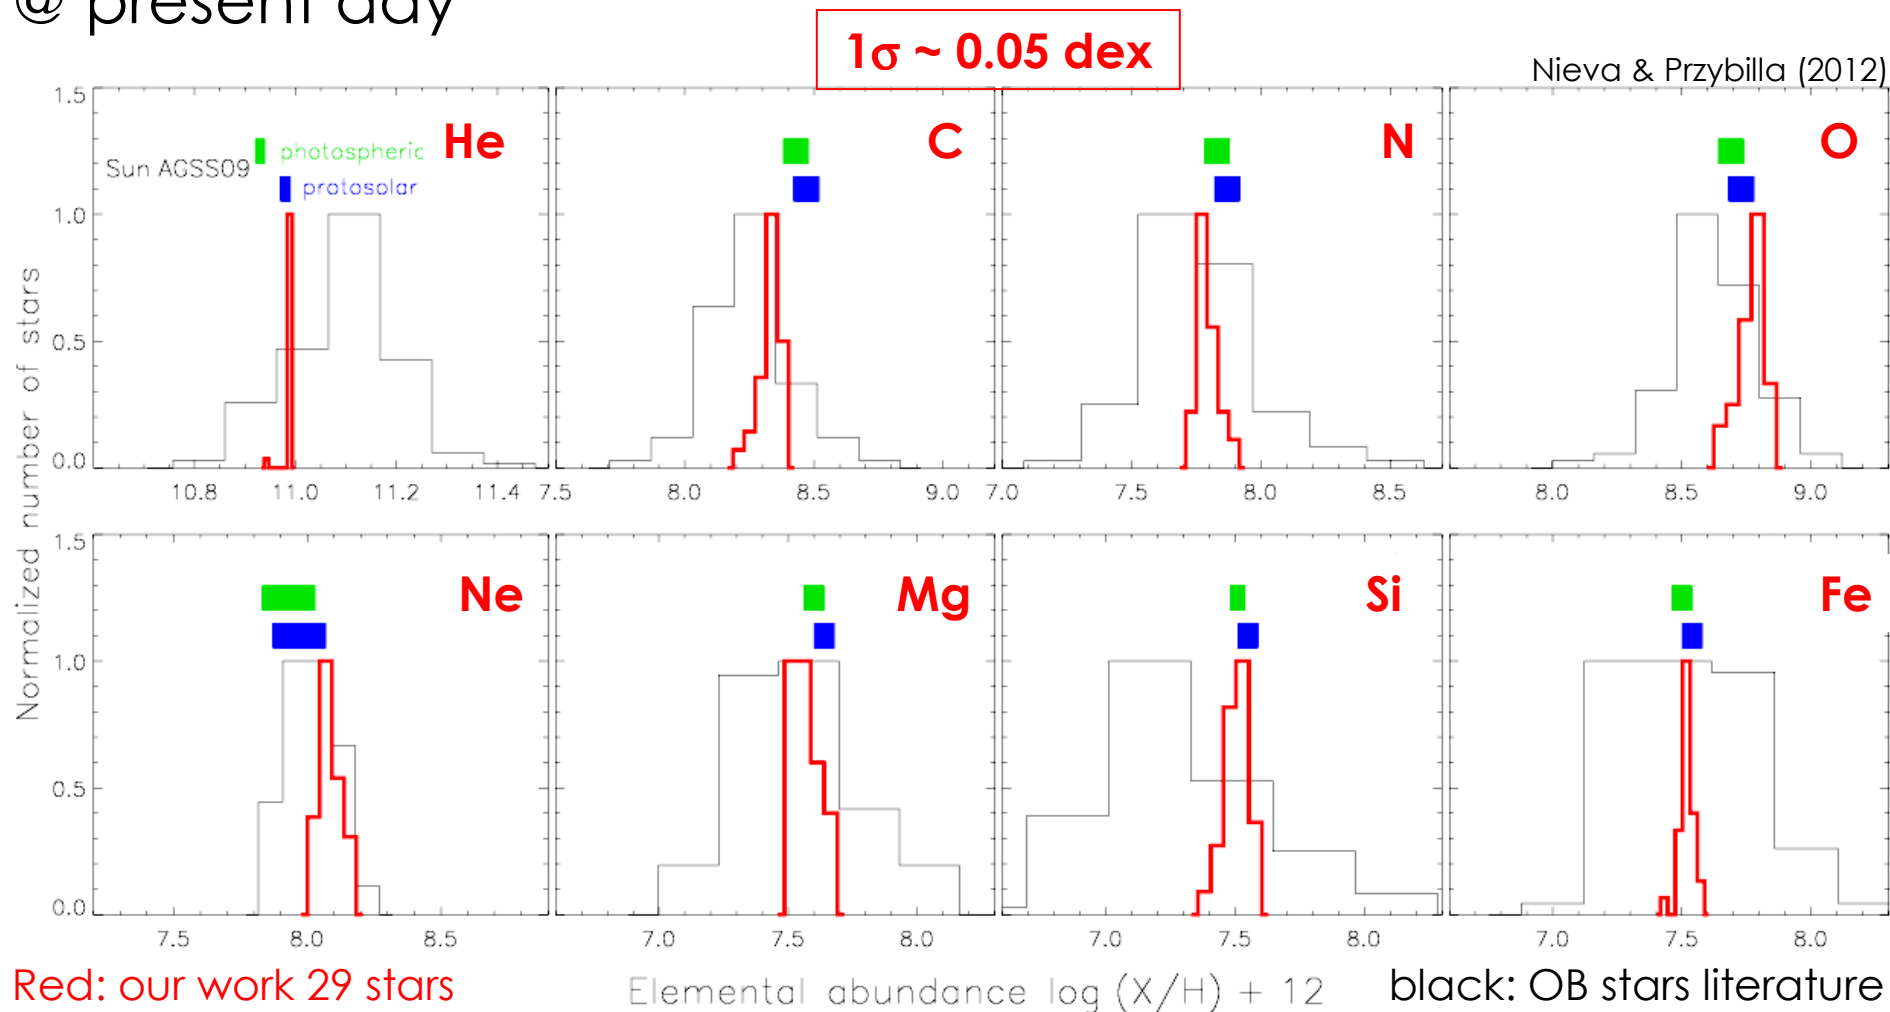 @ present day
1σ ~ 0.05 dex
Nieva & Przybilla (2012)
1.5
He
C
N
O
photospheric
Sun AGSS09
protosolar
1.0
0.5
0.0
10.8 11.0 11.2 11.4 7.5 8.0 8.5 9.0 7.0 7.5 8.0 8.5 8.0 8.5 9.0
Normalized number of stars
1.5
Ne
Mg
Si
Fe
1.0
0.5
0.0
7.5 8.0 8.5 7.0 7.5 8.0 7.0 7.5 8.0 7.0 7.5 8.0
Red: our work 29 stars
Elemental abundance log (X/H) + 12
black: OB stars literature